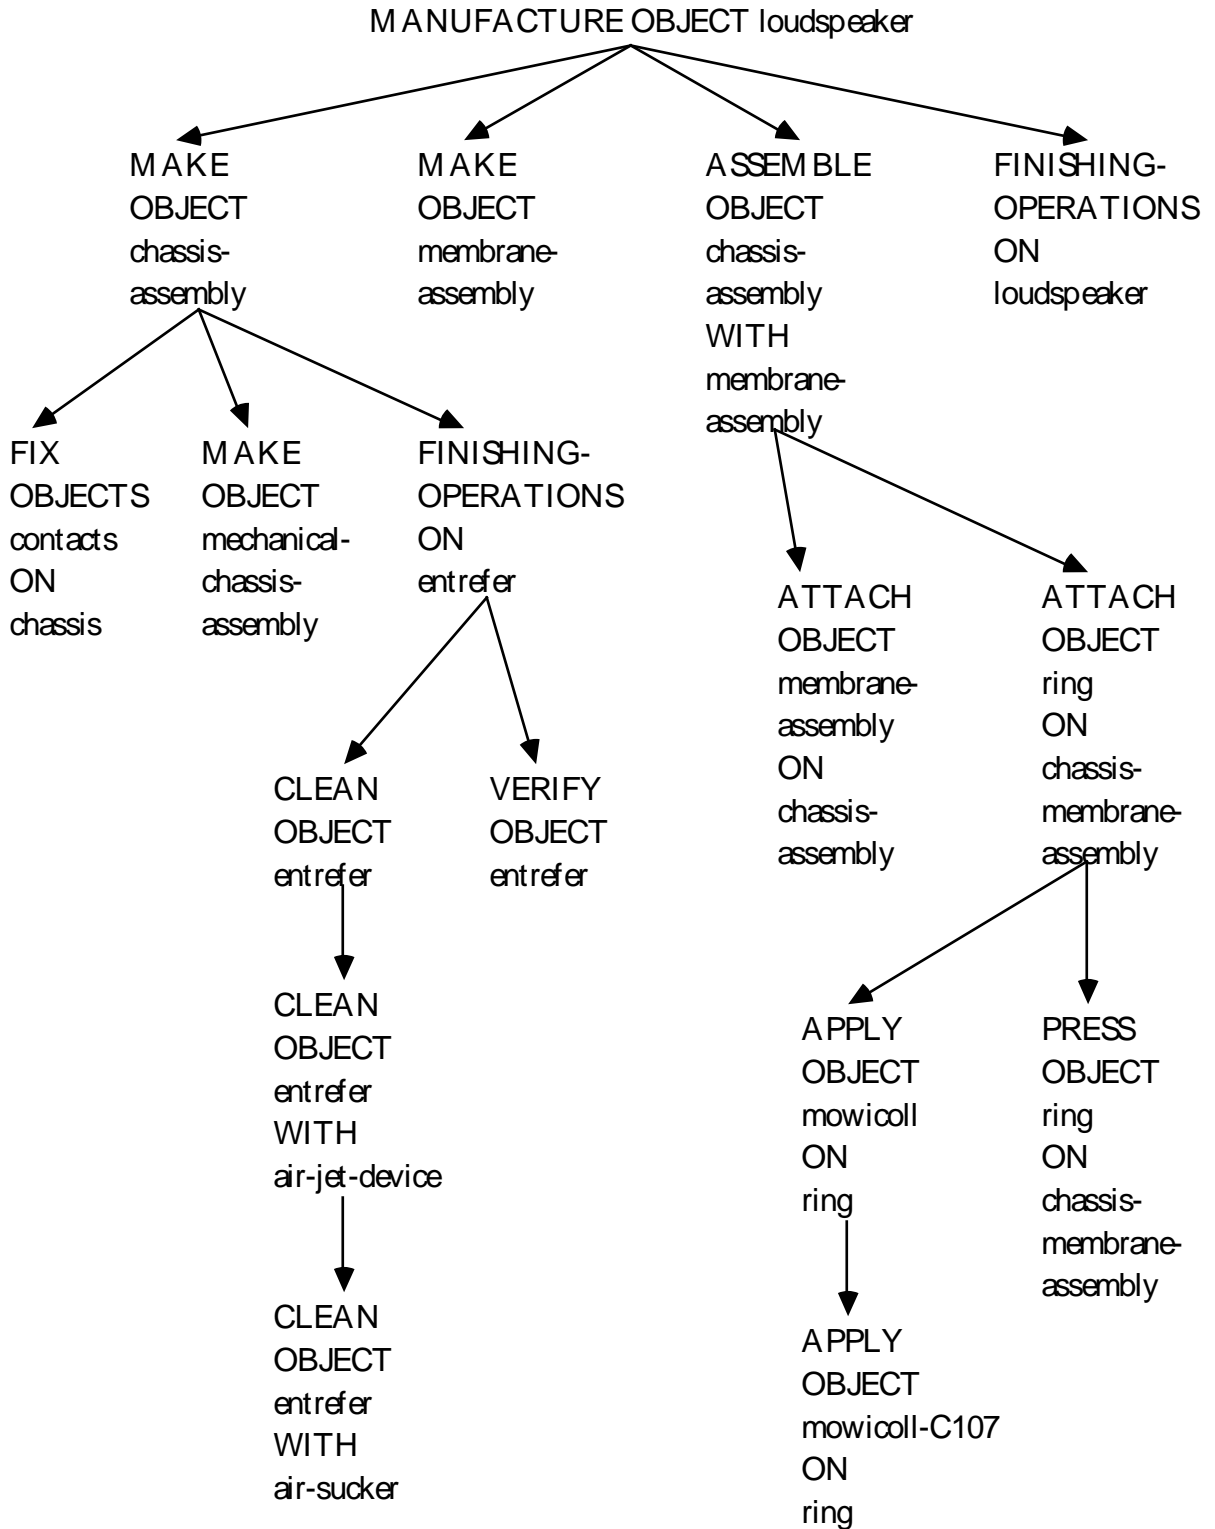 MANUFACTURE OBJECT loudspeaker
MAKE
OBJECT
chassis-
assembly
MAKE
OBJECT
membrane-
assembly
ASSEMBLE
OBJECT
chassis-
assembly
WITH
membrane-
assembly
FINISHING-
OPERATIONS
ON
loudspeaker
FIX
OBJECTS
contacts
ON
chassis
MAKE
OBJECT
mechanical-
chassis-
assembly
FINISHING-
OPERATIONS
ON
entrefer
ATTACH
OBJECT
membrane-
assembly
ON
chassis-
assembly
ATTACH
OBJECT
ring
ON
chassis-
membrane-
assembly
CLEAN
OBJECT
entrefer
VERIFY
OBJECT
entrefer
CLEAN
OBJECT
entrefer
WITH
air-jet-device
APPLY
OBJECT
mowicoll
ON
ring
PRESS
OBJECT
ring
ON
chassis-
membrane-
assembly
CLEAN
OBJECT
entrefer
WITH
air-sucker
APPLY
OBJECT
mowicoll-C107
ON
ring